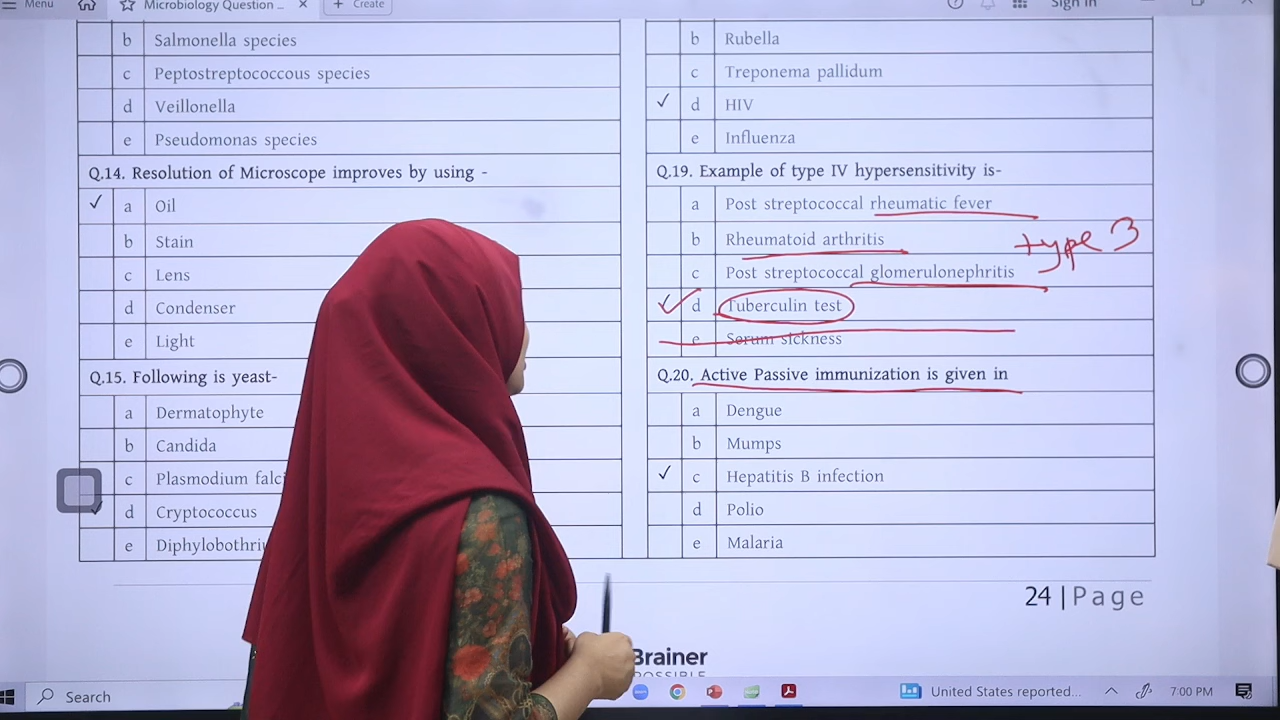 Menu
Microbiology Question ..
+ Create
Sign in
b Salmonella species
c Peptostreptococcous species
d Veillonella
e Pseudomonas species
Q.14. Resolution of Microscope improves by using -
✓ a Oil
b Stain
c Lens
d Condenser
e Light
Q.15. Following is yeast-
a Dermatophyte
b Candida
c Plasmodium
d Cryptococcus
e
b Rubella
c Treponema pallidum
✓ d HIV
e Influenza
Q.19. Example of type IV hypersensitivity is-
a Post streptococcal rheumatic fever
b Rheumatoid arthritis
type 3
c Post streptococcal glomerulonephritis
✓ d Tuberculin test
e Serum sickness
Q.20. Active Passive immunization is given in
a Dengue
b Mumps
✓ c Hepatitis B infection
d Polio
e Malaria
24 | Page
Brainer
Search
United States reported...
7:00 PM